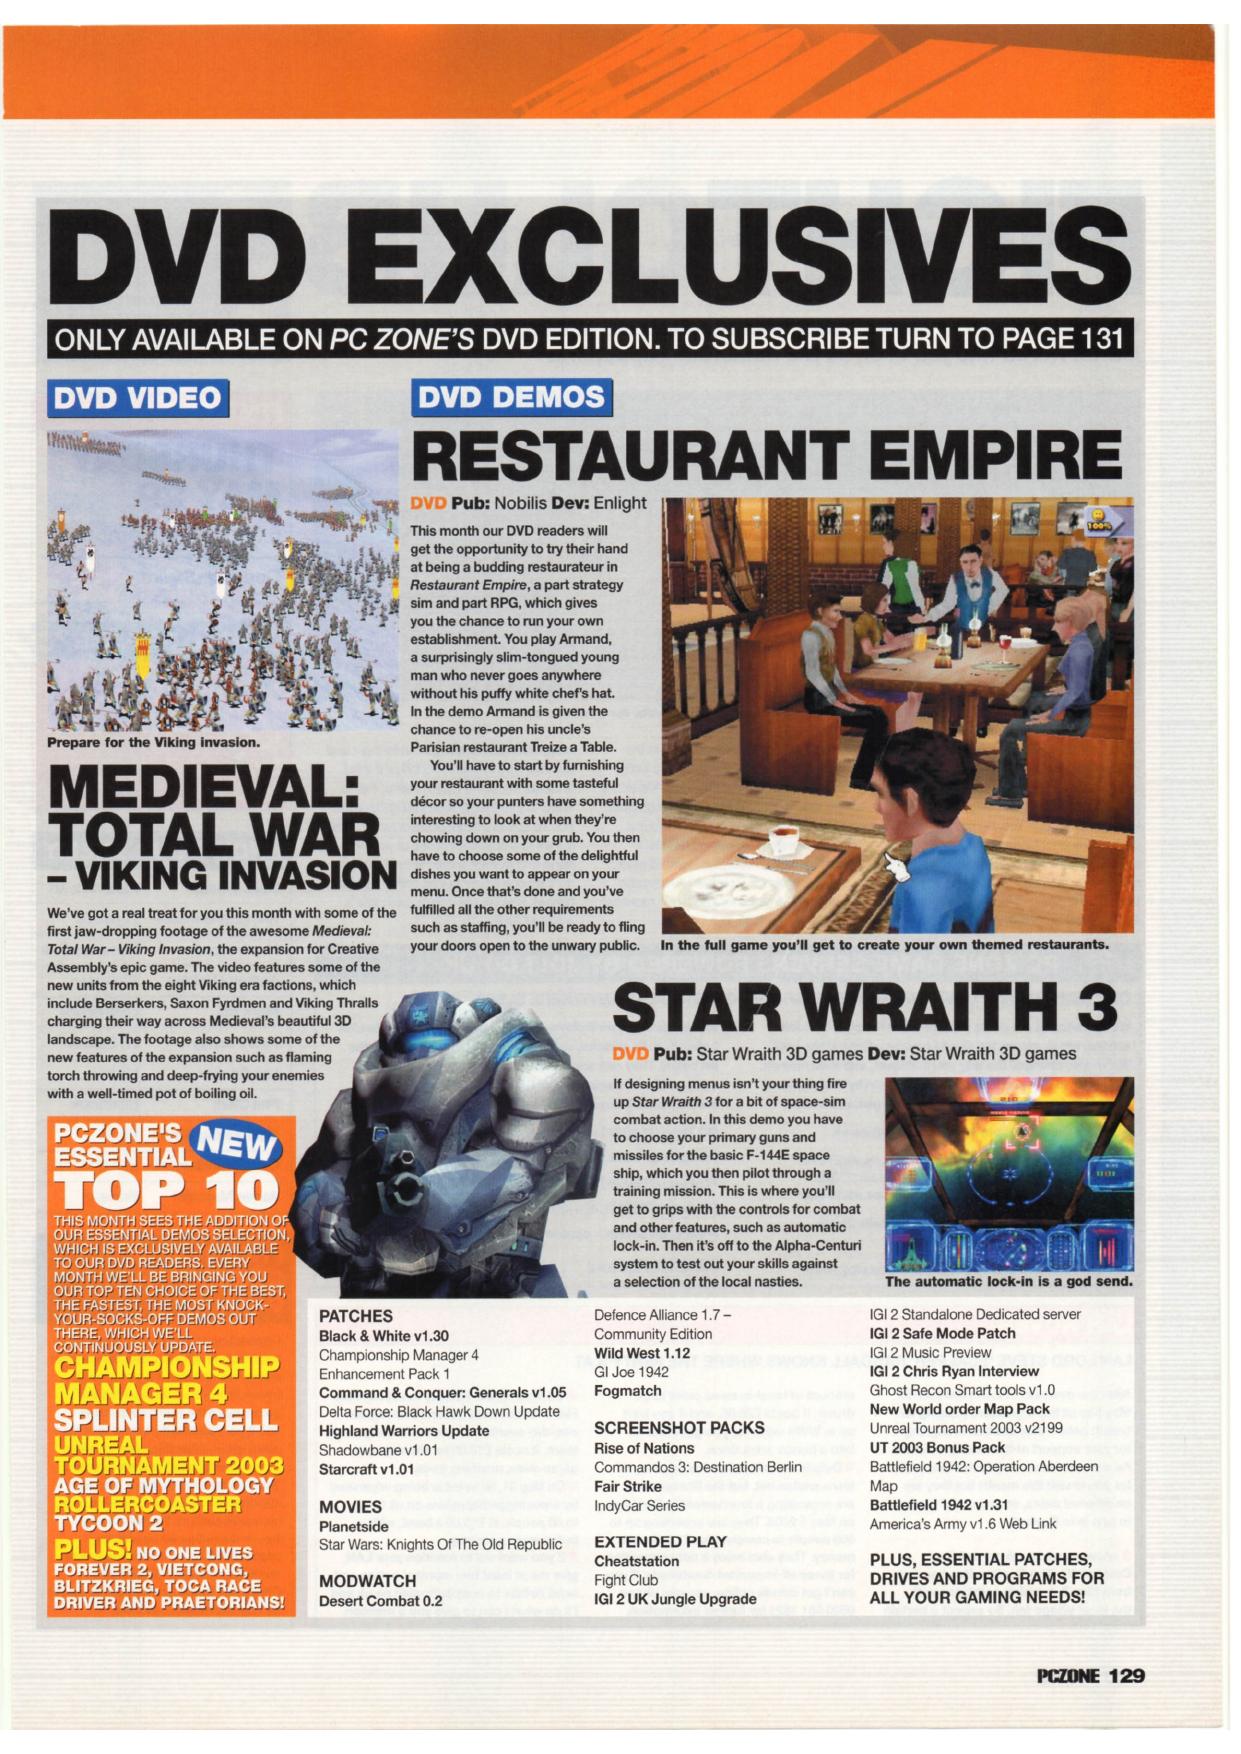 DVD EXCLUSIVES
ONLY AVAILABLE ON PC ZONE'S DVD EDITION. TO SUBSCRIBE TURN TO PAGE 131
DVD VIDEO
Prepare for the Viking invasion.
MEDIEVAL:
TOTAL WAR
– VIKING INVASION
We've got a real treat for you this month with some of the
first jaw-dropping footage of the awesome Medieval:
Total War – Viking Invasion, the expansion for Creative
Assembly's epic game. The video features some of the
new units from the eight Viking era factions, which
include Berserkers, Saxon Fyrdmen and Viking Thralls
charging their way across Medieval's beautiful 3D
landscape. The footage also shows some of the
new features of the expansion such as flaming
torch throwing and deep-frying your enemies
with a well-timed pot of boiling oil.
DVD DEMOS
RESTAURANT EMPIRE
DVD Pub: Nobilis Dev: Enlight
This month our DVD readers will
get the opportunity to try their hand
at being a budding restaurateur in
Restaurant Empire, a part strategy
sim and part RPG, which gives
you the chance to run your own
establishment. You play Armand,
a surprisingly slim-tongued young
man who never goes anywhere
without his puffy white chef's hat.
In the demo Armand is given the
chance to re-open his uncle's
Parisian restaurant Treize a Table.
You'll have to start by furnishing
your restaurant with some tasteful
décor so your punters have something
interesting to look at when they're
chowing down on your grub. You then
have to choose some of the delightful
dishes you want to appear on your
menu. Once that's done and you've
fulfilled all the other requirements
such as staffing, you'll be ready to fling
your doors open to the unwary public.
100%
In the full game you'll get to create your own themed restaurants.
STAR WRAITH 3
DVD Pub: Star Wraith 3D games Dev: Star Wraith 3D games
If designing menus isn't your thing fire
up Star Wraith 3 for a bit of space-sim
combat action. In this demo you have
to choose your primary guns and
missiles for the basic F-144E space
ship, which you then pilot through a
training mission. This is where you'll
get to grips with the controls for combat
and other features, such as automatic
lock-in. Then it's off to the Alpha-Centuri
system to test out your skills against
a selection of the local nasties.
The automatic lock-in is a god send.
PCZONE'S
ESSENTIAL
NEW
TOP 10
THIS MONTH SEES THE ADDITION OF
OUR ESSENTIAL DEMOS SELECTION,
WHICH IS EXCLUSIVELY AVAILABLE
TO OUR DVD READERS. EVERY
MONTH WE'LL BE BRINGING YOU
OUR TOP TEN CHOICE OF THE BEST,
THE FASTEST, THE MOST KNOCK-
YOUR-SOCKS-OFF DEMOS OUT
THERE, WHICH WE'LL
CONTINUOUSLY UPDATE.
CHAMPIONSHIP
MANAGER 4
SPLINTER CELL
UNREAL
TOURNAMENT 2003
AGE OF MYTHOLOGY
ROLLERCOASTER
TYCOON 2
PLUS! NO ONE LIVES
FOREVER 2, VIETCONG,
BLITZKRIEG, TOCA RACE
DRIVER AND PRAETORIANS!
PATCHES
Black & White v1.30
Championship Manager 4
Enhancement Pack 1
Command & Conquer: Generals v1.05
Delta Force: Black Hawk Down Update
Highland Warriors Update
Shadowbane v1.01
Starcraft v1.01
MOVIES
Planetside
Star Wars: Knights Of The Old Republic
MODWATCH
Desert Combat 0.2
Defence Alliance 1.7 –
Community Edition
Wild West 1.12
GI Joe 1942
Fogmatch
SCREENSHOT PACKS
Rise of Nations
Commandos 3: Destination Berlin
Fair Strike
IndyCar Series
EXTENDED PLAY
Cheatstation
Fight Club
IGI 2 UK Jungle Upgrade
IGI 2 Standalone Dedicated server
IGI 2 Safe Mode Patch
IGI 2 Music Preview
IGI 2 Chris Ryan Interview
Ghost Recon Smart tools v1.0
New World order Map Pack
Unreal Tournament 2003 v2199
UT 2003 Bonus Pack
Battlefield 1942: Operation Aberdeen
Map
Battlefield 1942 v1.31
America's Army v1.6 Web Link
PLUS, ESSENTIAL PATCHES,
DRIVES AND PROGRAMS FOR
ALL YOUR GAMING NEEDS!
PCZONE 129